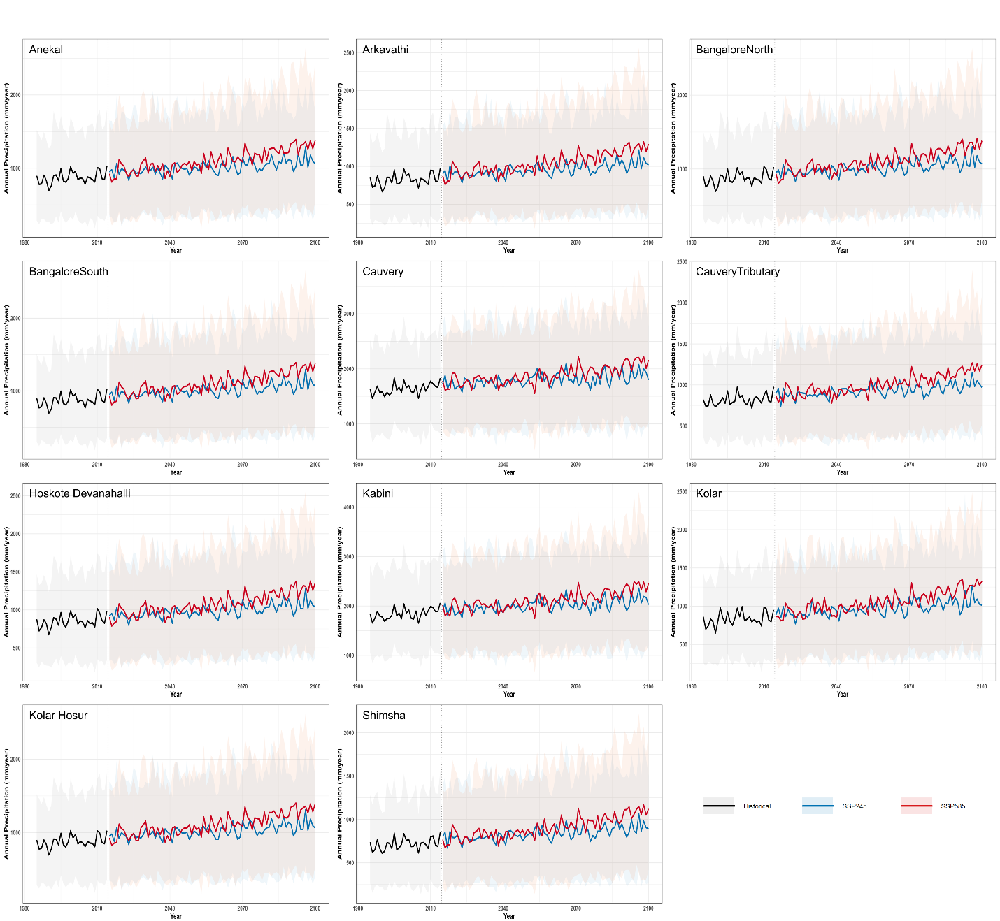 Anekal
Annual Precipitation (mm/year)
2000
1000
1980
2010
2040
2070
2100
Year
Arkavathi
Annual Precipitation (mm/year)
2500
2000
1500
1000
500
1980
2010
2040
2070
2100
Year
BangaloreNorth
Annual Precipitation (mm/year)
2000
1000
1980
2010
2040
2070
2100
Year
BangaloreSouth
Annual Precipitation (mm/year)
2000
1000
1980
2010
2040
2070
2100
Year
Cauvery
Annual Precipitation (mm/year)
3000
2000
1000
1980
2010
2040
2070
2100
Year
CauveryTributary
Annual Precipitation (mm/year)
2500
2000
1500
1000
500
1980
2010
2040
2070
2100
Year
Hoskote Devanahalli
Annual Precipitation (mm/year)
2500
2000
1500
1000
500
1980
2010
2040
2070
2100
Year
Kabini
Annual Precipitation (mm/year)
4000
3000
2000
1000
1980
2010
2040
2070
2100
Year
Kolar
Annual Precipitation (mm/year)
2500
2000
1500
1000
500
1980
2010
2040
2070
2100
Year
Kolar Hosur
Annual Precipitation (mm/year)
2000
1000
1980
2010
2040
2070
2100
Year
Shimsha
Annual Precipitation (mm/year)
2000
1500
1000
500
1980
2010
2040
2070
2100
Year
Historical
SSP245
SSP585